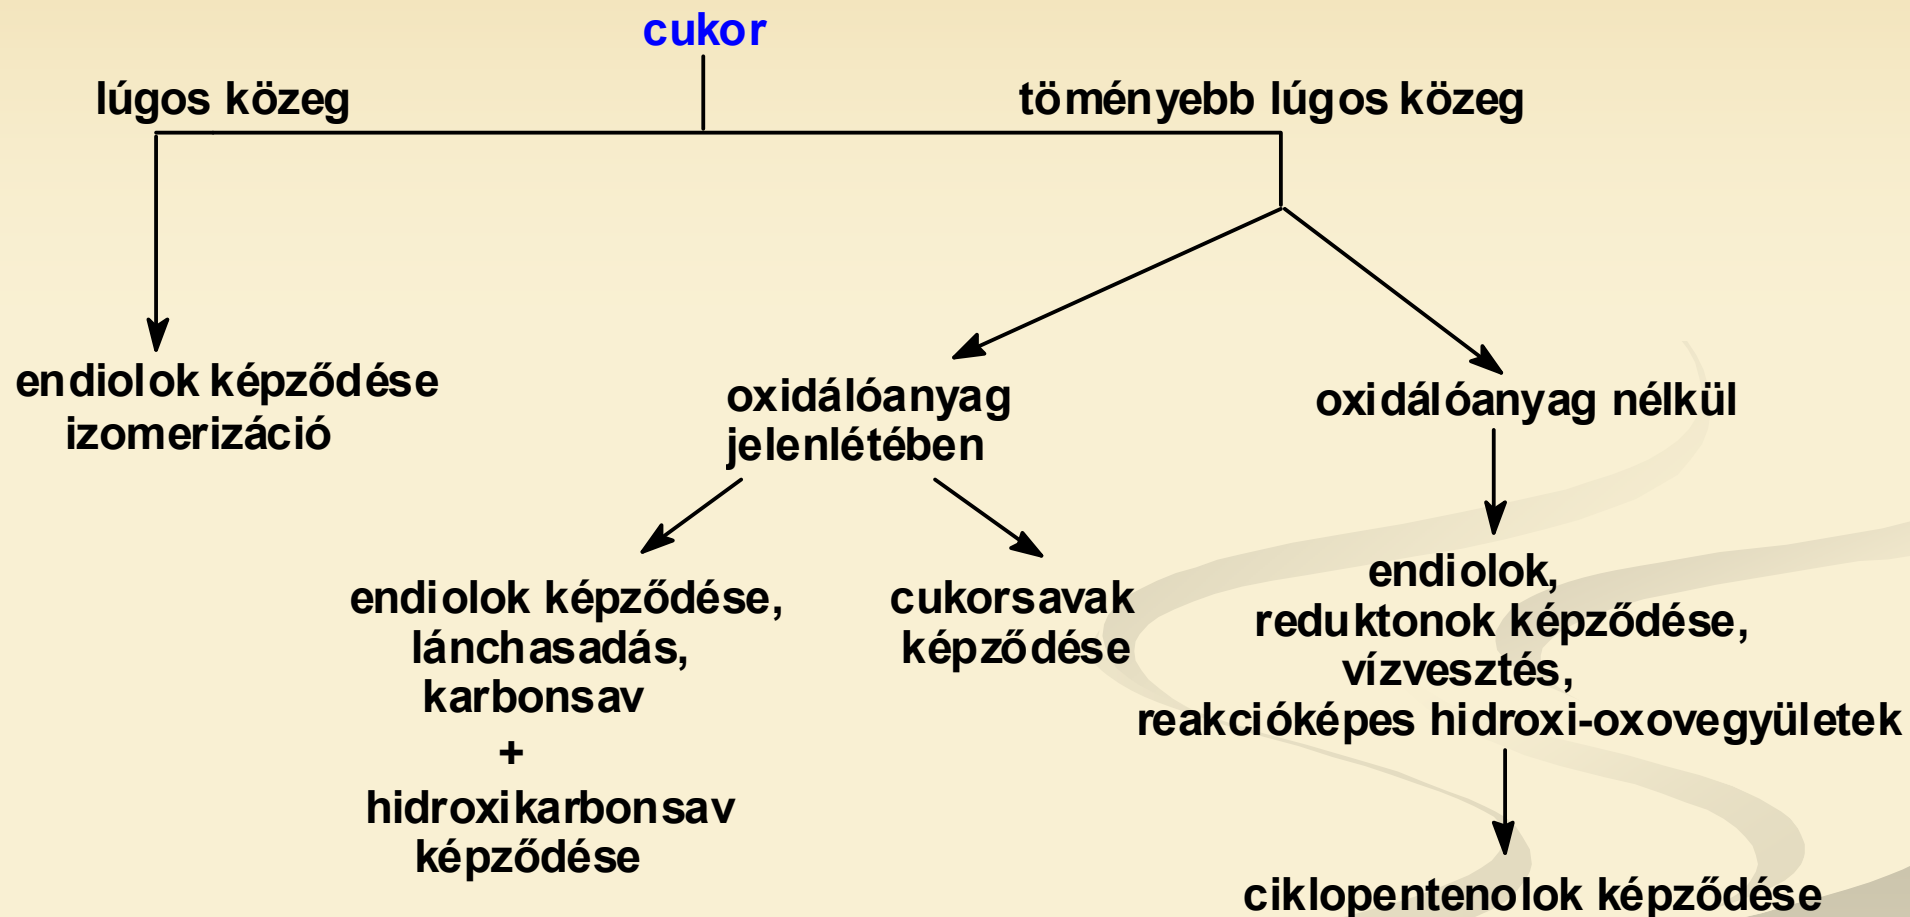 cukor
lúgos közeg
töményebb lúgos közeg
endiolok képződése
izomerizáció
oxidálóanyag
jelenlétében
oxidálóanyag nélkül
endiolok képződése,
lánchasadás,
karbonsav
+
hidroxikarbonsav
képződése
cukorsavak
képződése
endiolok,
reduktonok képződése,
vízvesztés,
reakcióképes hidroxi-oxovegyületek
ciklopentenolok képződése